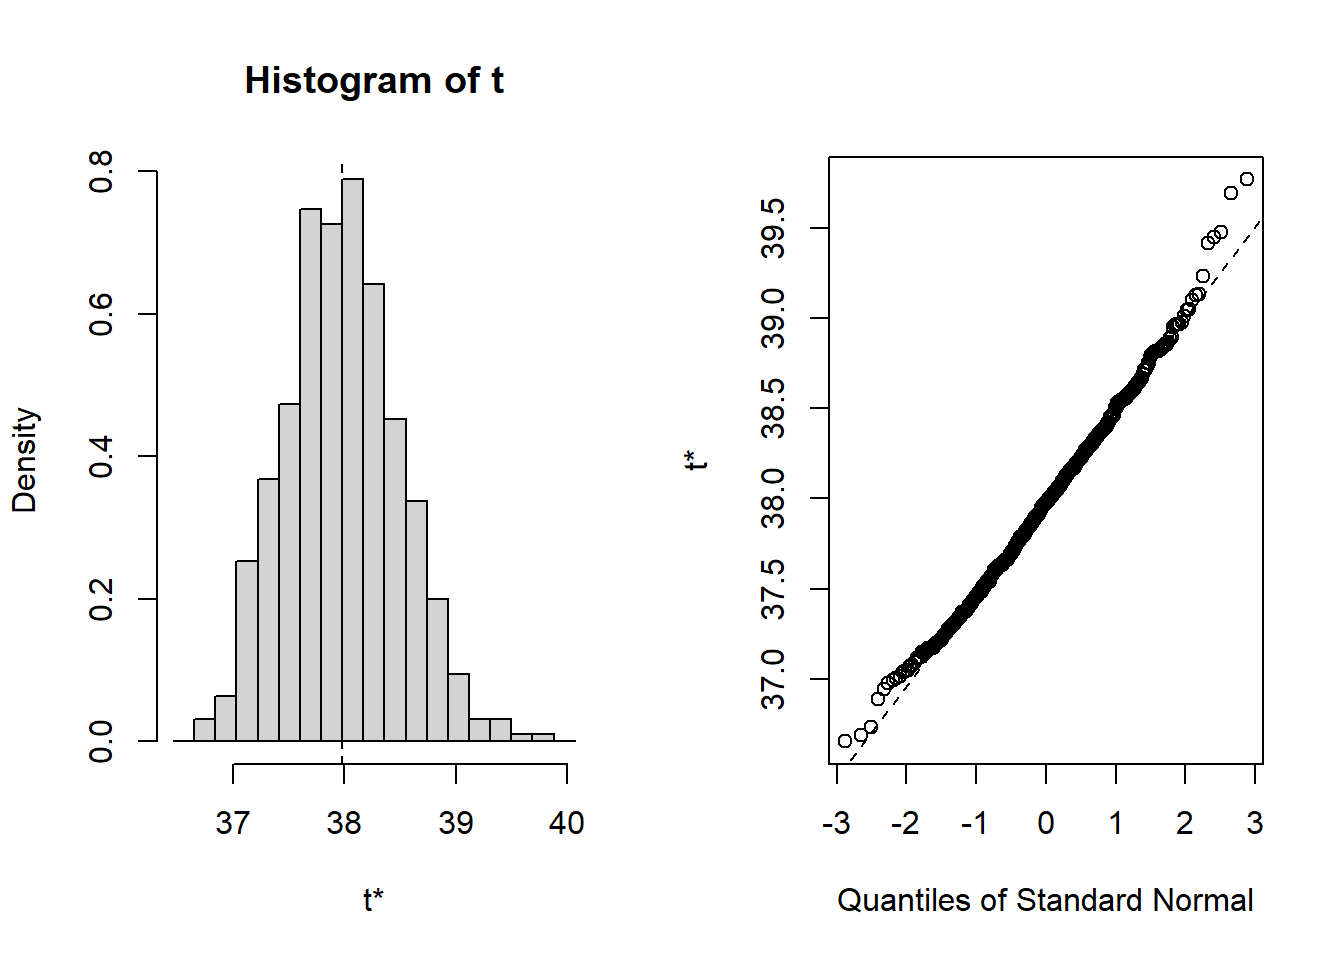 Histogram of t
Density
0.0 0.2 0.4 0.6 0.8
37 38 39 40
t*
t*
37.0 37.5 38.0 38.5 39.0 39.5
-3 -2 -1 0 1 2 3
Quantiles of Standard Normal